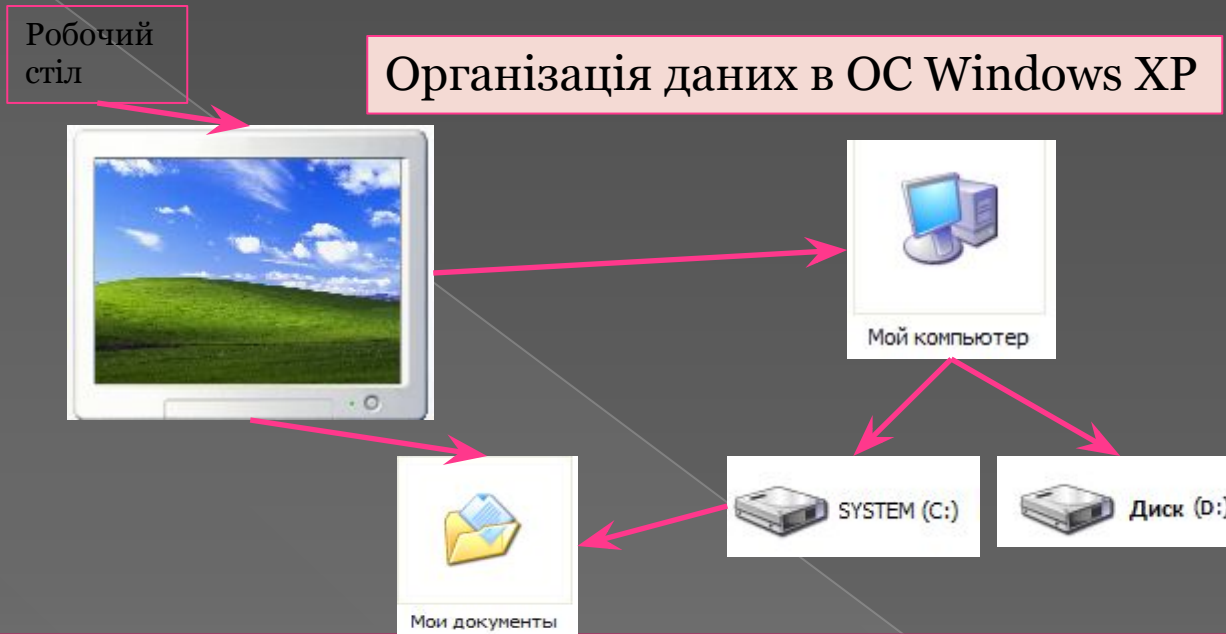 Робочий
стіл
Організація даних в ОС Windows XP
Мой компьютер
SYSTEM (C:)
Диск (D:)
Мои документы